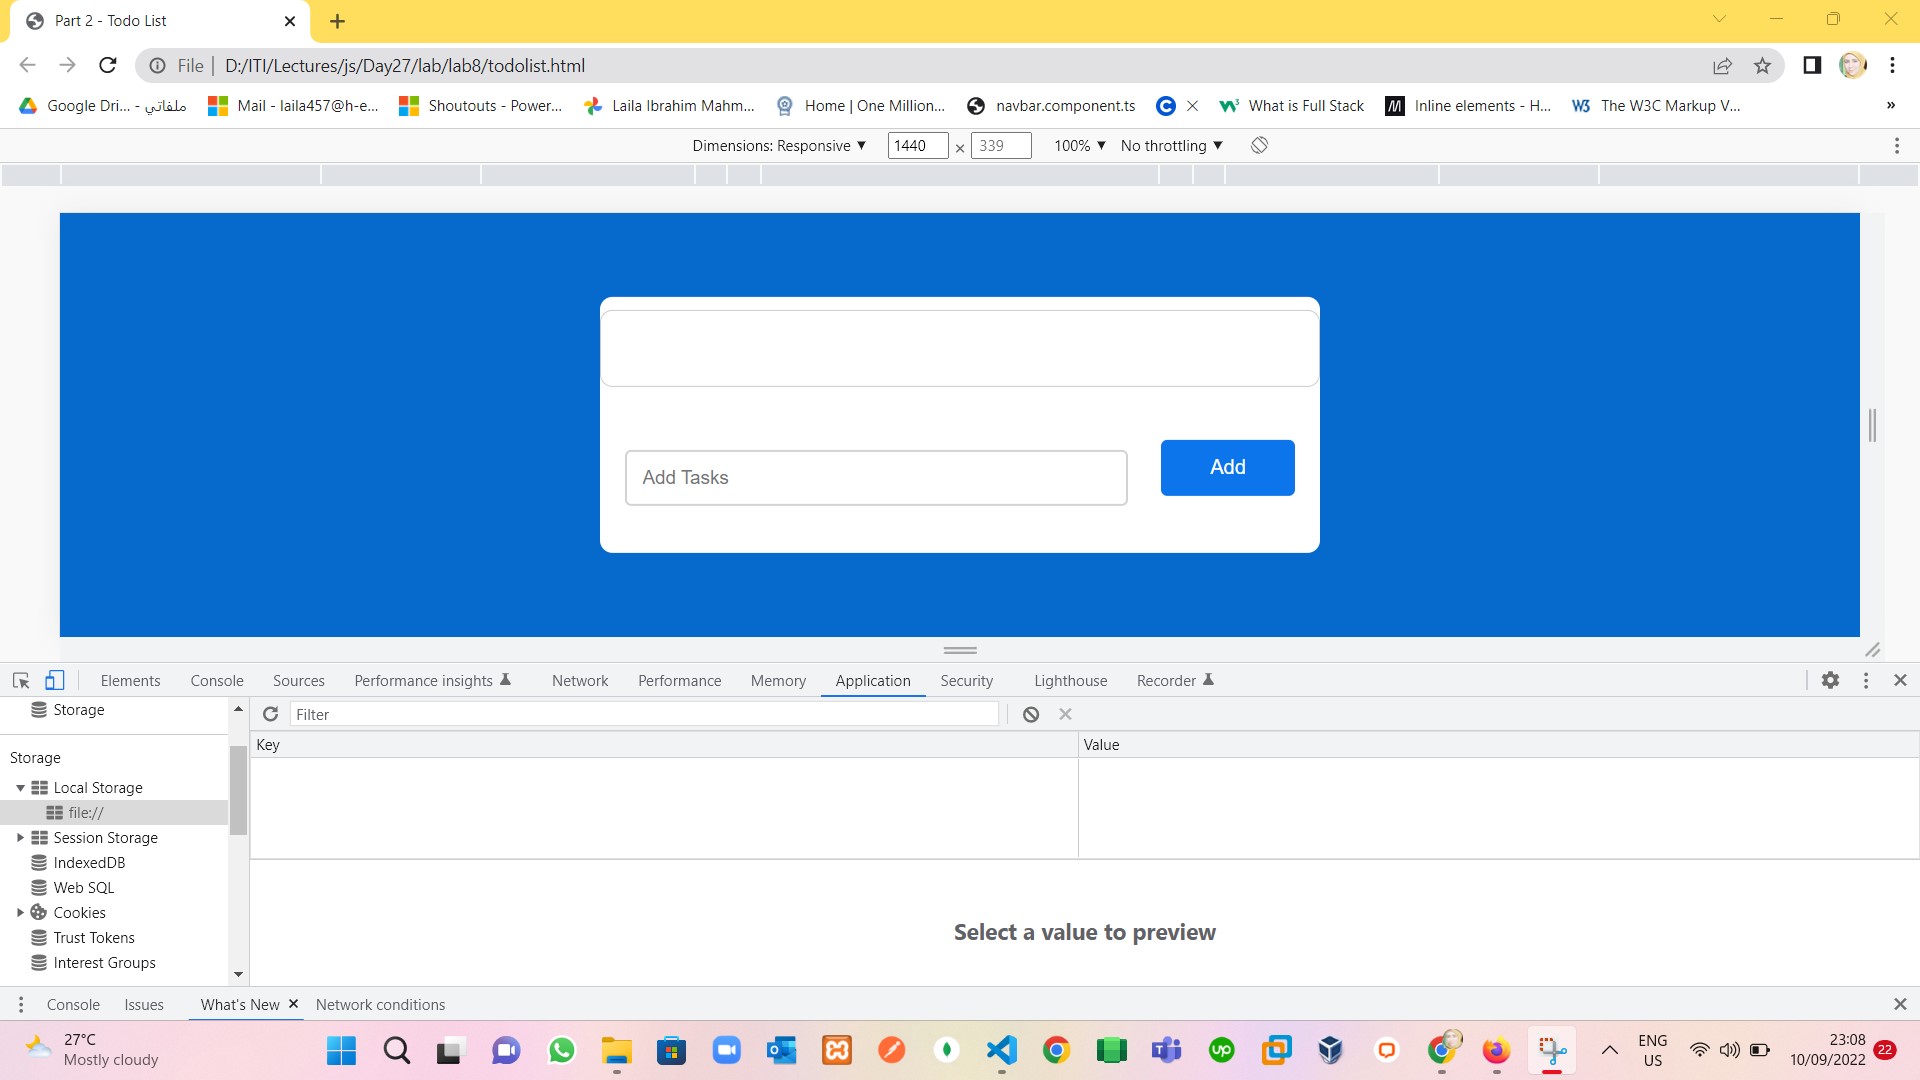 Part 2 - Todo List
File | D:/ITI/Lectures/js/Day27/lab/lab8/todolist.html
Google Dri... - ملفاتي
Mail - laila457@h-e...
Shoutouts - Power...
Laila Ibrahim Mahm...
Home | One Million...
navbar.component.ts
What is Full Stack
Inline elements - H...
The W3C Markup V...
»
Dimensions: Responsive ▼ 1440 × 339 100% ▼ No throttling ▼
Add Tasks
Add
Elements Console Sources Performance insights Network Performance Memory Application Security Lighthouse Recorder
Storage
Filter
Key Value
Storage
Local Storage
file://
Session Storage
IndexedDB
Web SQL
Cookies
Trust Tokens
Interest Groups
Select a value to preview
Console Issues What's New Network conditions
27°C
Mostly cloudy
ENG
US
23:08
10/09/2022
22